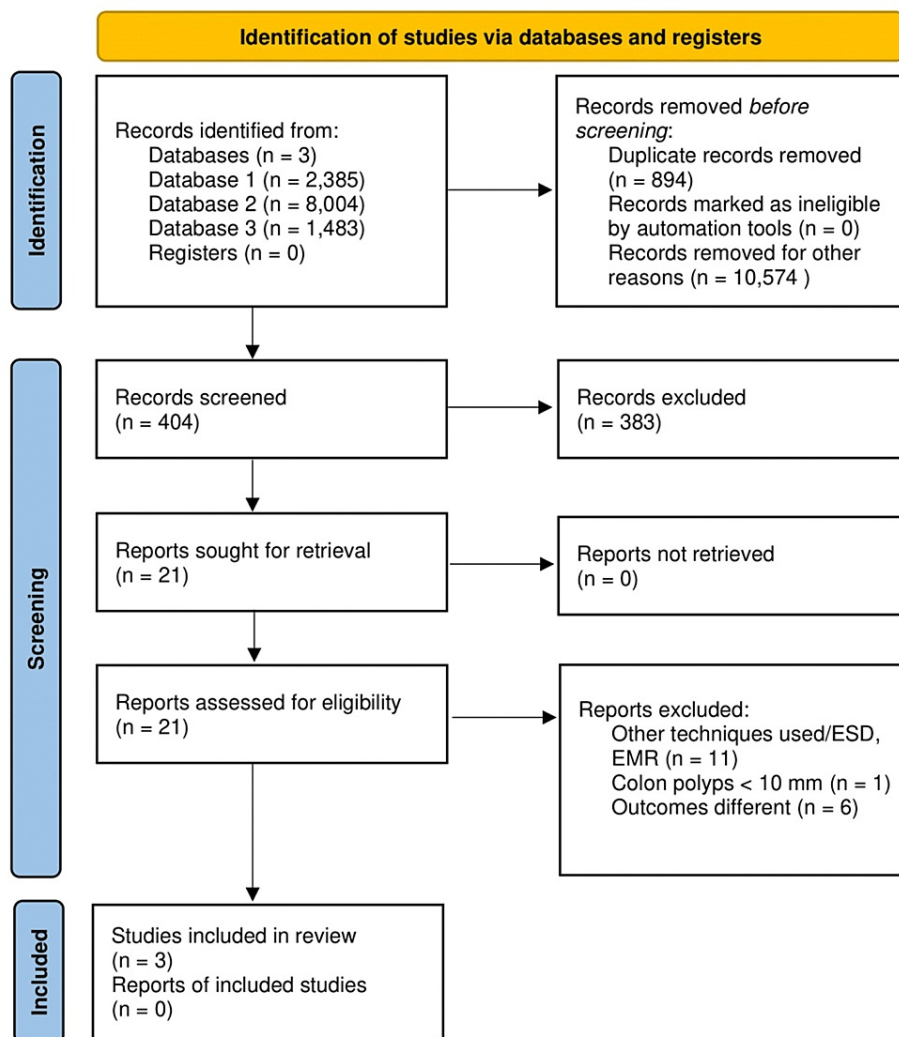 Identification of studies via databases and registers
Identification
Records identified from:
Databases (n = 3)
Database 1 (n = 2,385)
Database 2 (n = 8,004)
Database 3 (n = 1,483)
Registers (n = 0)
Records removed before
screening:
Duplicate records removed
(n = 894)
Records marked as ineligible
by automation tools (n = 0)
Records removed for other
reasons (n = 10,574 )
Screening
Records screened
(n = 404)
Records excluded
(n = 383)
Reports sought for retrieval
(n = 21)
Reports not retrieved
(n = 0)
Reports assessed for eligibility
(n = 21)
Reports excluded:
Other techniques used/ESD,
EMR (n = 11)
Colon polyps < 10 mm (n = 1)
Outcomes different (n = 6)
Included
Studies included in review
(n = 3)
Reports of included studies
(n = 0)